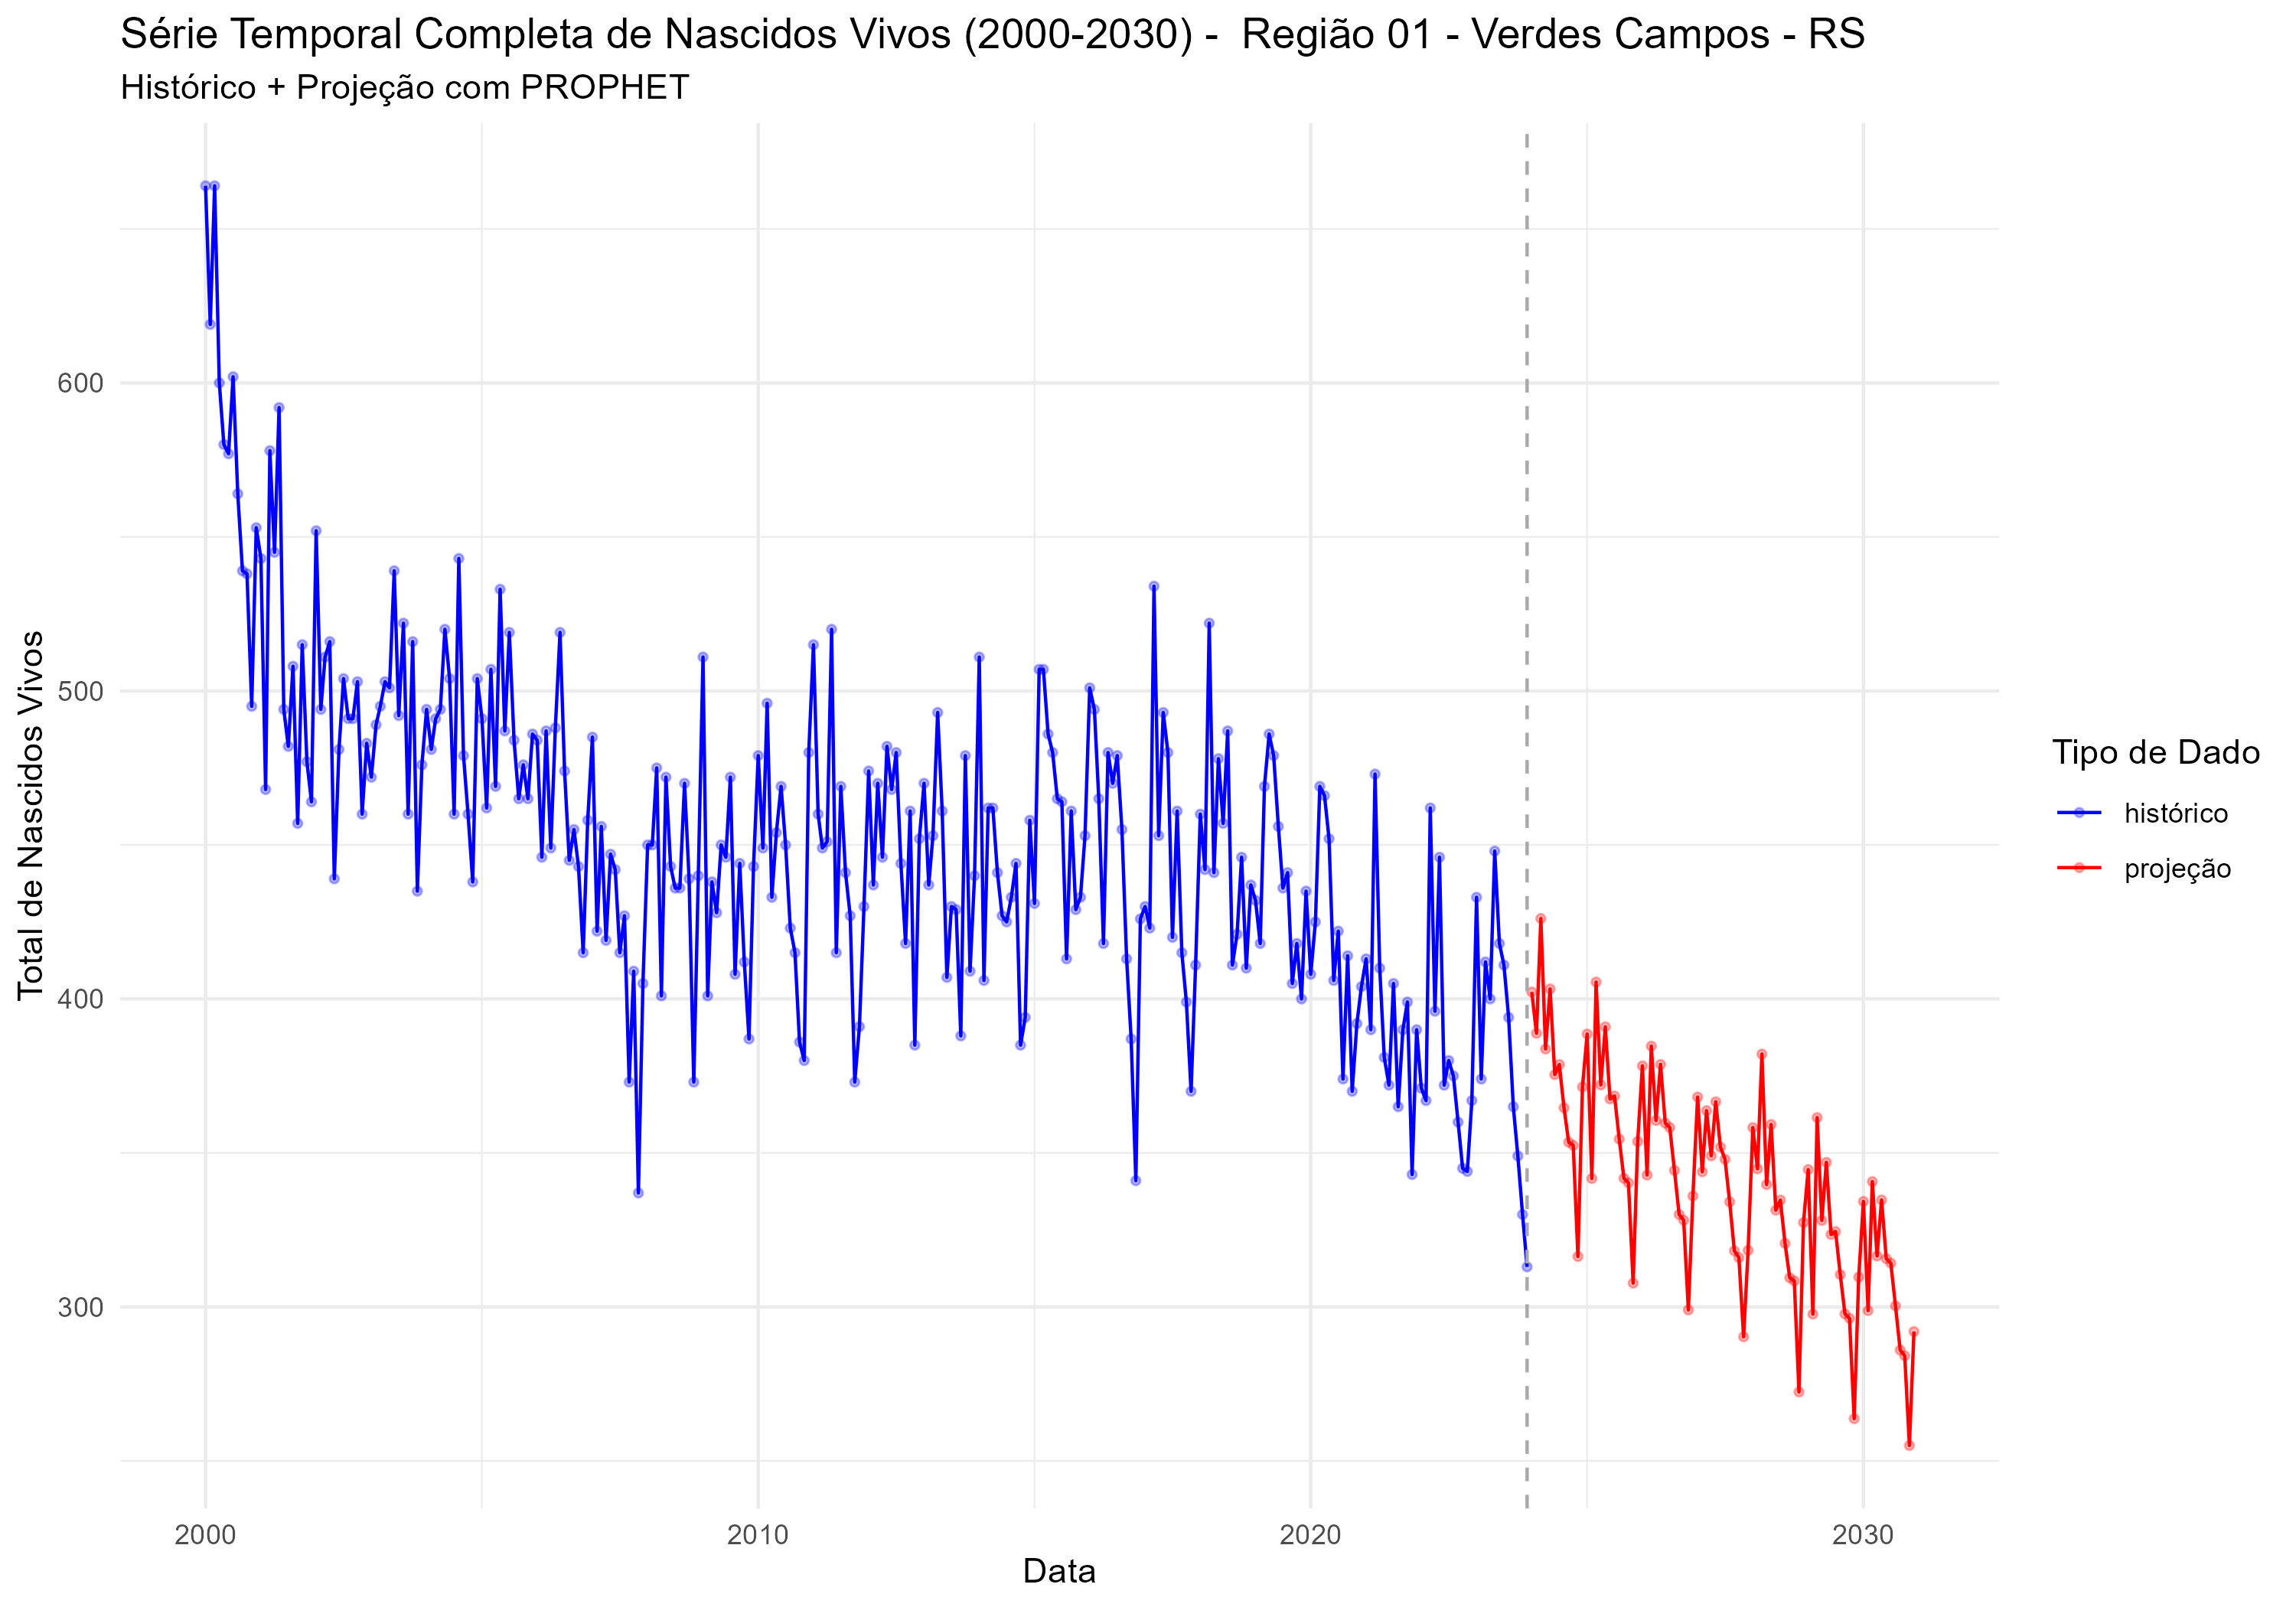 Série Temporal Completa de Nascidos Vivos (2000-2030) -  Região 01 - Verdes Campos - RS
Histórico + Projeção com PROPHET
Total de Nascidos Vivos
600
500
400
300
2000
2010
2020
2030
Data
Tipo de Dado
histórico
projeção